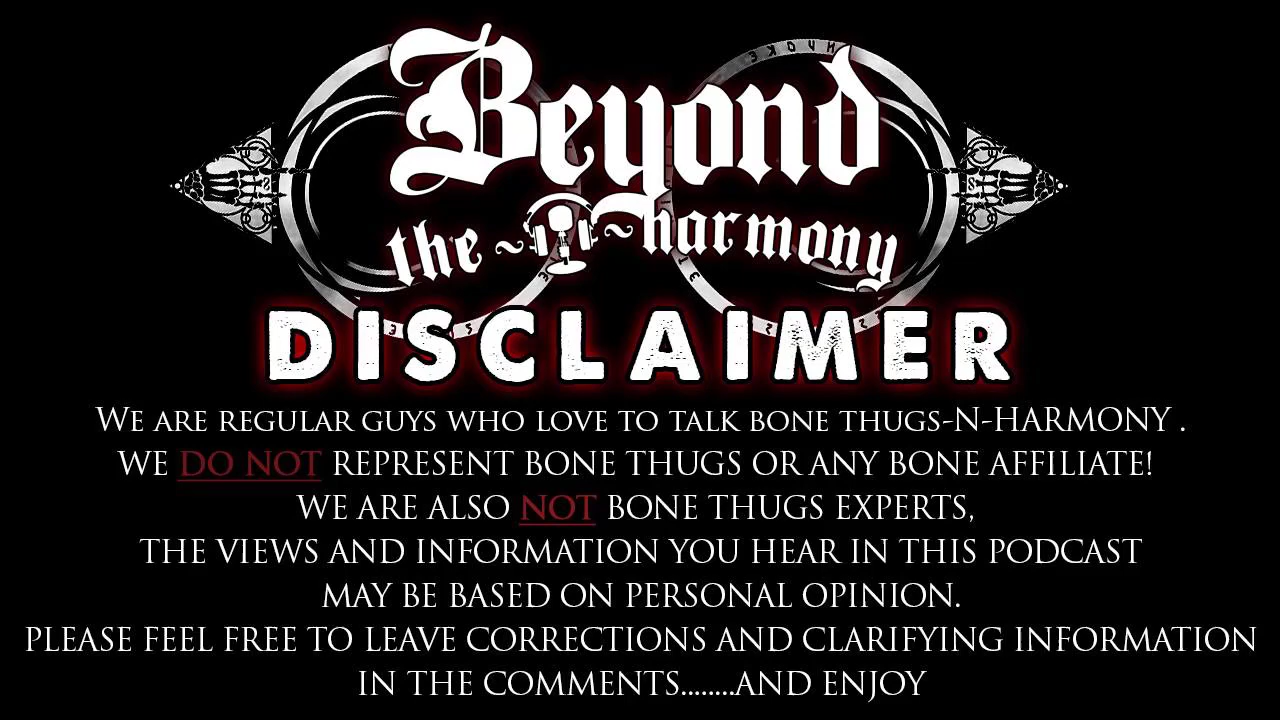 Beyond
the ~ ~ harmony
DISCLAIMER
WE ARE REGULAR GUYS WHO LOVE TO TALK BONE THUGS-N-HARMONY .
WE DO NOT REPRESENT BONE THUGS OR ANY BONE AFFILIATE!
WE ARE ALSO NOT BONE THUGS EXPERTS,
THE VIEWS AND INFORMATION YOU HEAR IN THIS PODCAST
MAY BE BASED ON PERSONAL OPINION.
PLEASE FEEL FREE TO LEAVE CORRECTIONS AND CLARIFYING INFORMATION
IN THE COMMENTS........AND ENJOY